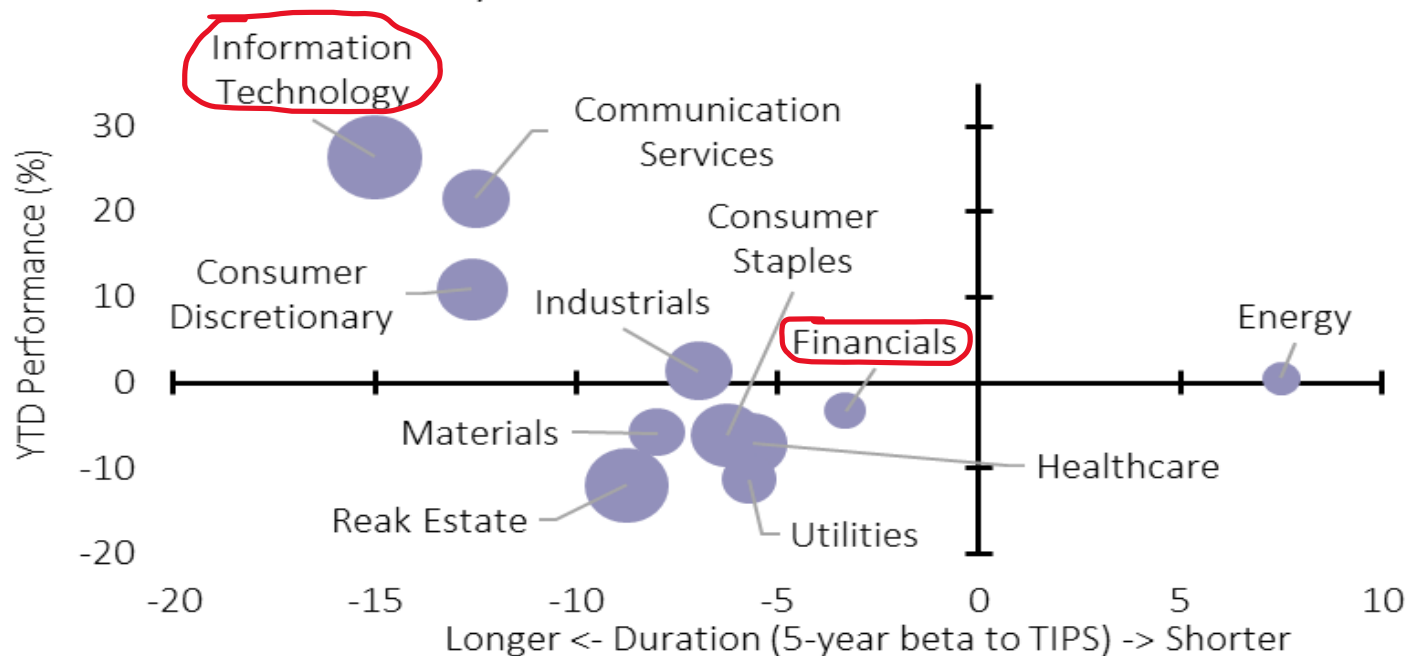 Information
Technology
Communication
Services
Consumer
Staples
Consumer
Discretionary
Industrials
Financials
Energy
Materials
Healthcare
Reak Estate
Utilities
YTD Performance (%)
30
20
10
0
-10
-20
-20 -15 -10 -5 0 5 10
Longer <- Duration (5-year beta to TIPS) -> Shorter